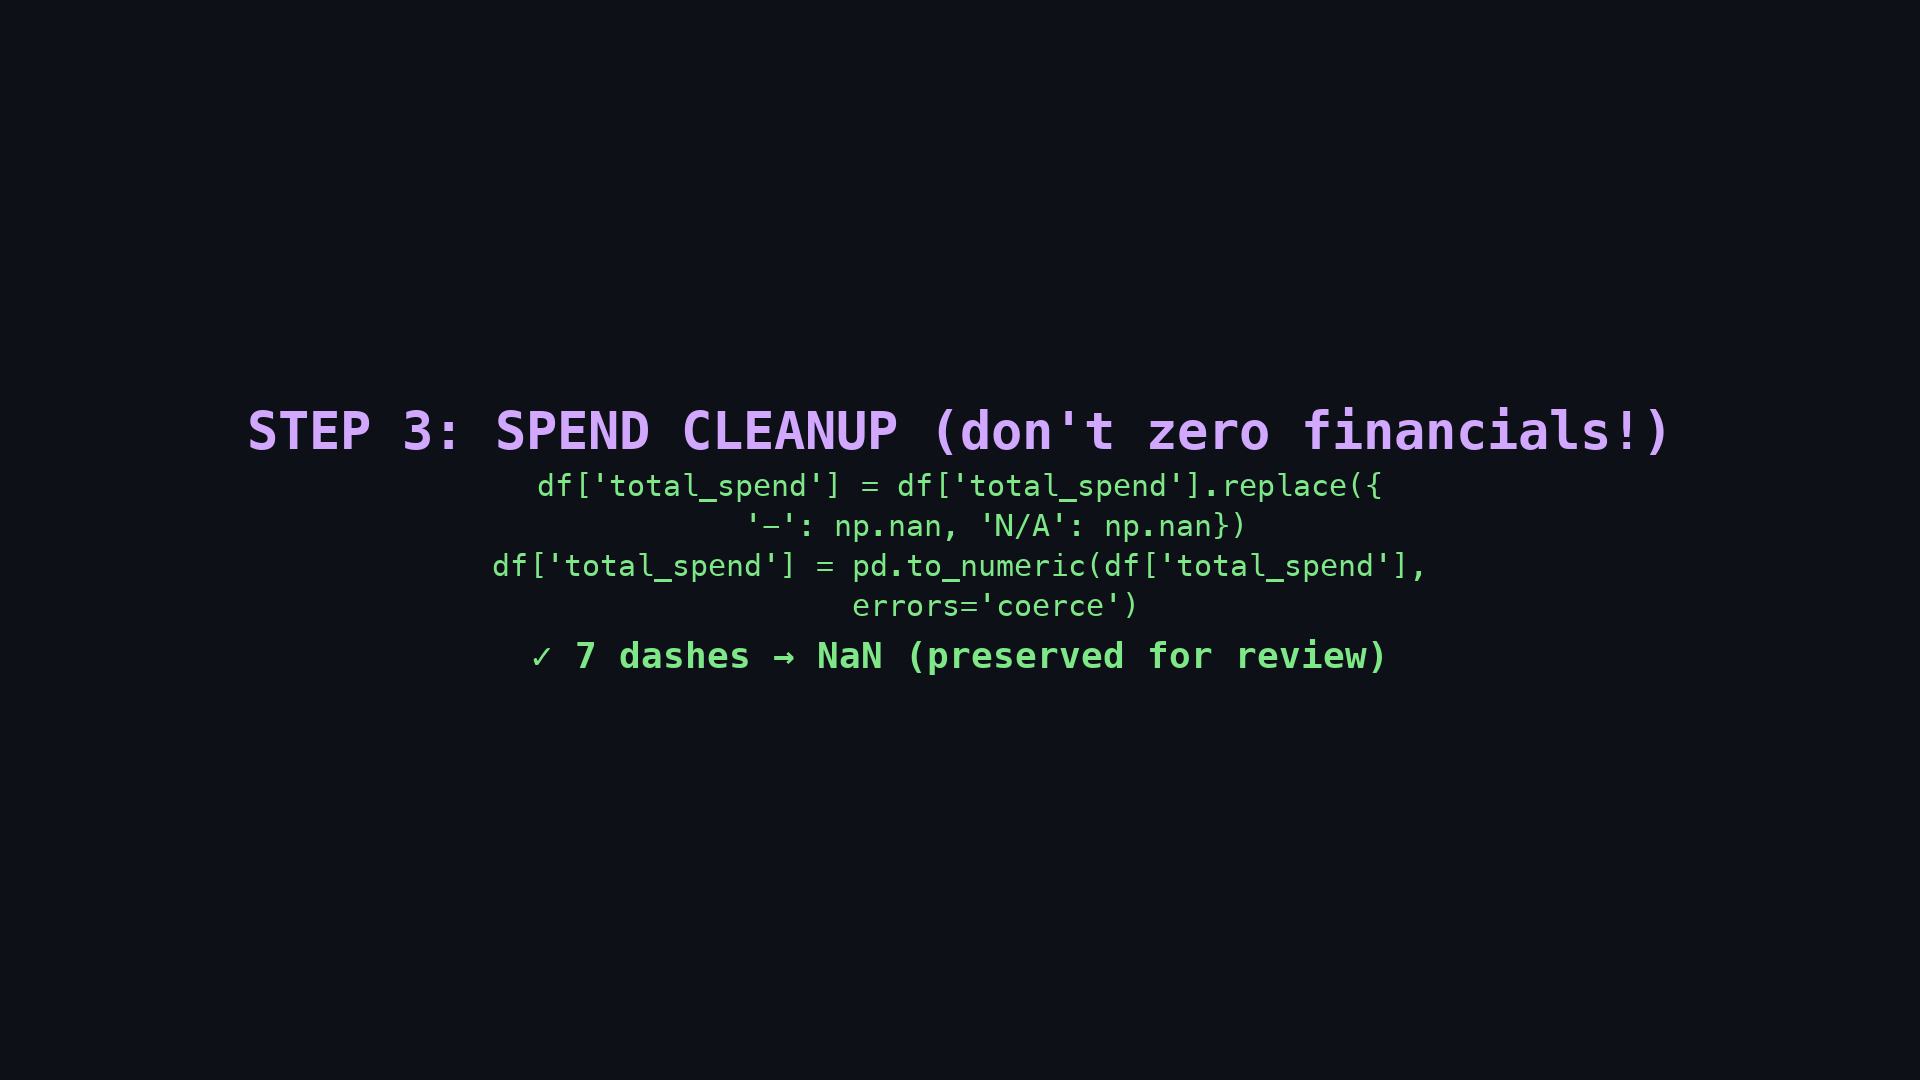 STEP 3: SPEND CLEANUP (don't zero financials!)
df['total_spend'] = df['total_spend'].replace({
'—': np.nan, 'N/A': np.nan})
df['total_spend'] = pd.to_numeric(df['total_spend'],
errors='coerce')
✓ 7 dashes → NaN (preserved for review)